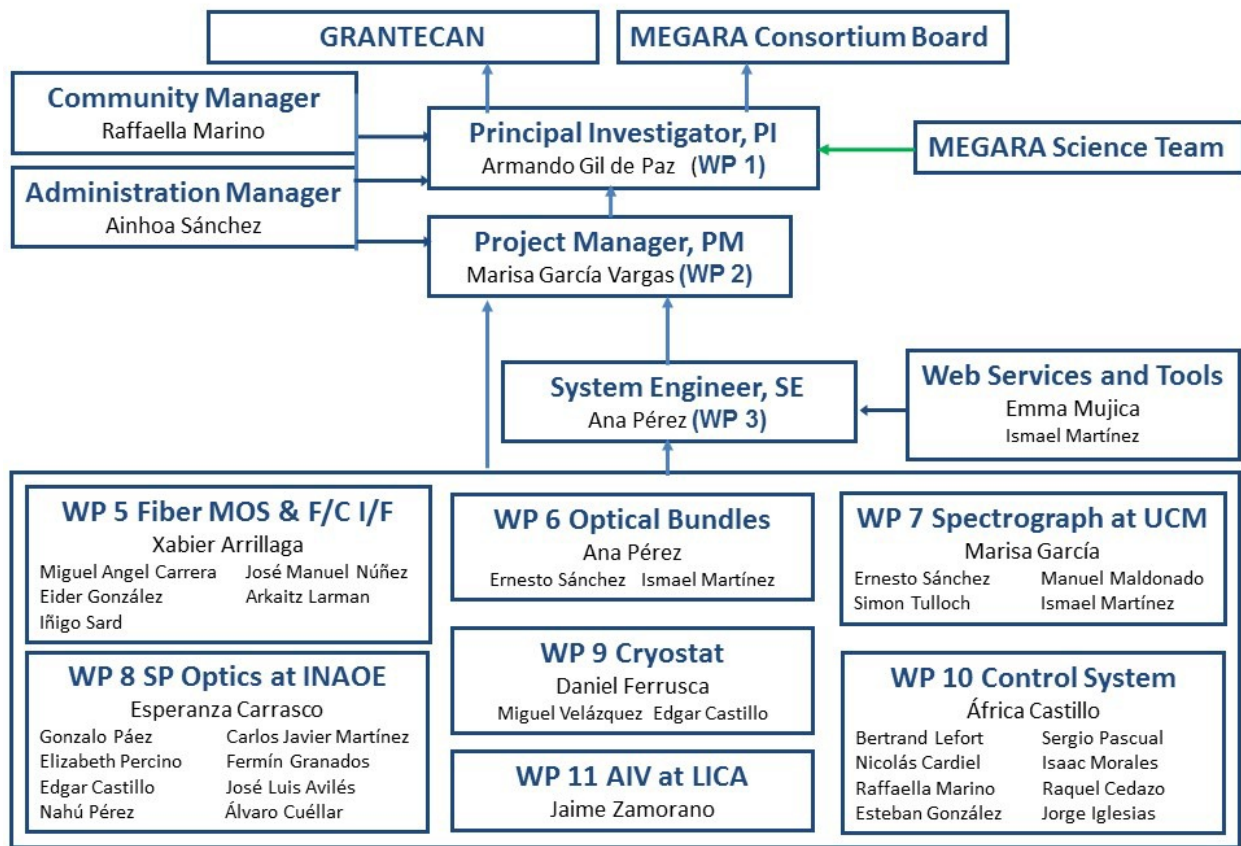 GRANTECAN
MEGARA Consortium Board
Community Manager
Raffaella Marino
Principal Investigator, PI
Armando Gil de Paz (WP 1)
MEGARA Science Team
Administration Manager
Ainhoa Sánchez
Project Manager, PM
Marisa García Vargas (WP 2)
System Engineer, SE
Ana Pérez (WP 3)
Web Services and Tools
Emma Mujica
Ismael Martínez
WP 5 Fiber MOS & F/C I/F
Xabier Arrillaga
Miguel Angel Carrera José Manuel Núñez
Eider González Arkaitz Larman
Iñigo Sard
WP 6 Optical Bundles
Ana Pérez
Ernesto Sánchez Ismael Martínez
WP 7 Spectrograph at UCM
Marisa García
Ernesto Sánchez Manuel Maldonado
Simon Tulloch Ismael Martínez
WP 8 SP Optics at INAOE
Esperanza Carrasco
Gonzalo Páez Carlos Javier Martínez
Elizabeth Percino Fermín Granados
Edgar Castillo José Luis Avilés
Nahú Pérez Álvaro Cuéllar
WP 9 Cryostat
Daniel Ferrusca
Miguel Velázquez Edgar Castillo
WP 10 Control System
África Castillo
Bertrand Lefort Sergio Pascual
Nicolás Cardiel Isaac Morales
Raffaella Marino Raquel Cedazo
Esteban González Jorge Iglesias
WP 11 AIV at LICA
Jaime Zamorano